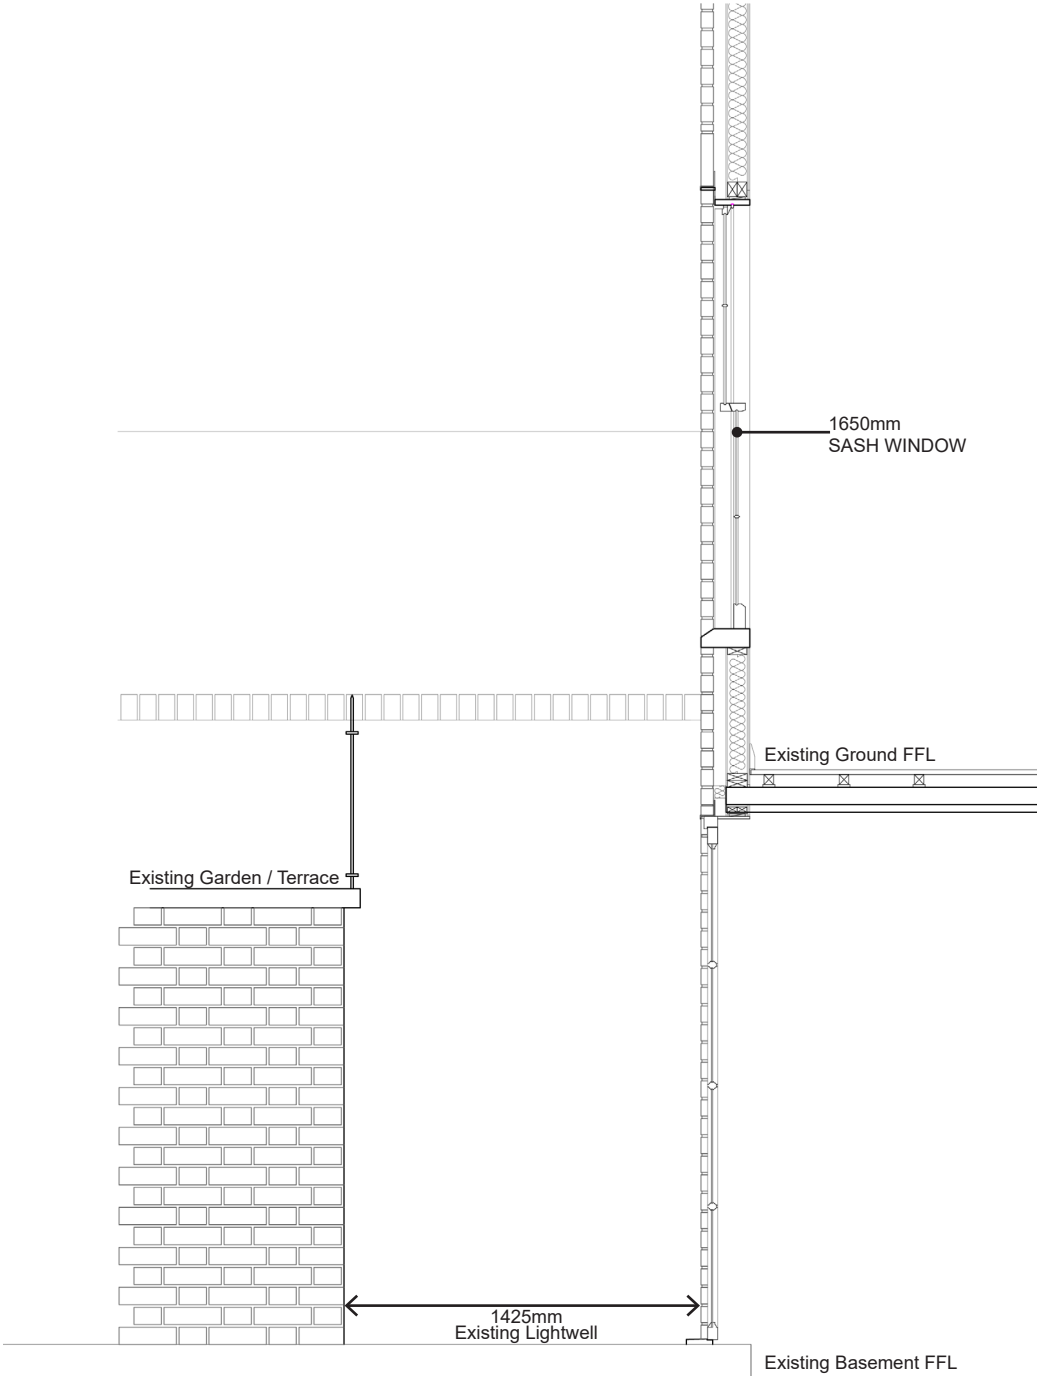 1650mm
SASH WINDOW
Existing Ground FFL
Existing Garden / Terrace
1425mm
Existing Lightwell
Existing Basement FFL